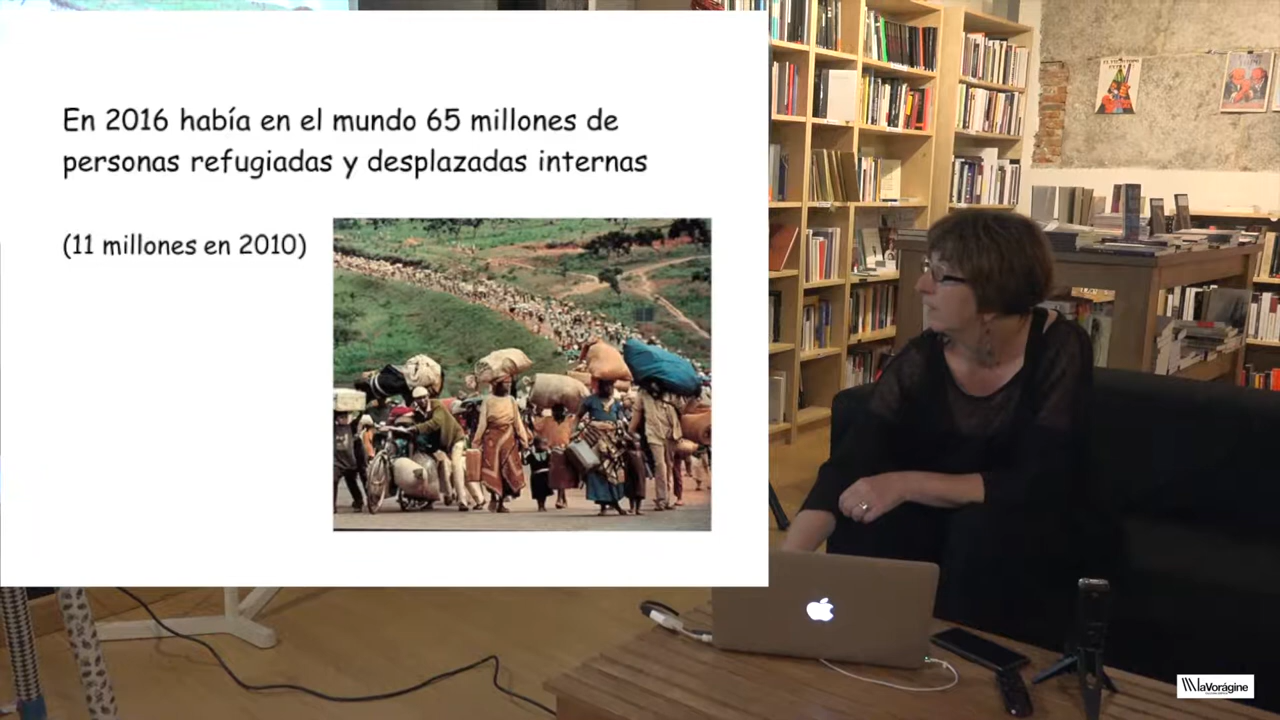 En 2016 había en el mundo 65 millones de
personas refugiadas y desplazadas internas
(11 millones en 2010)
laVorágine